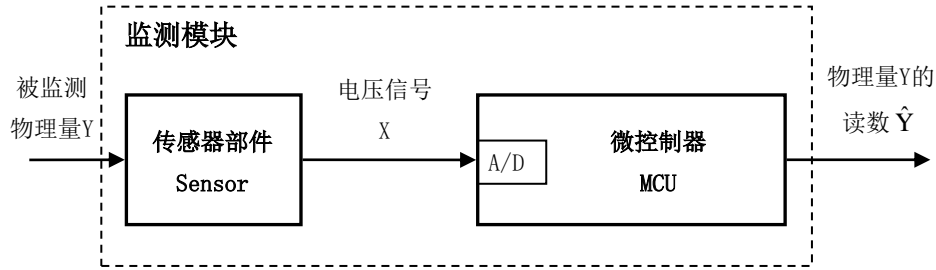 监测模块
被监测
物理量Y
传感器部件
Sensor
电压信号
X
A/D
微控制器
MCU
物理量Y的
读数 Ŷ